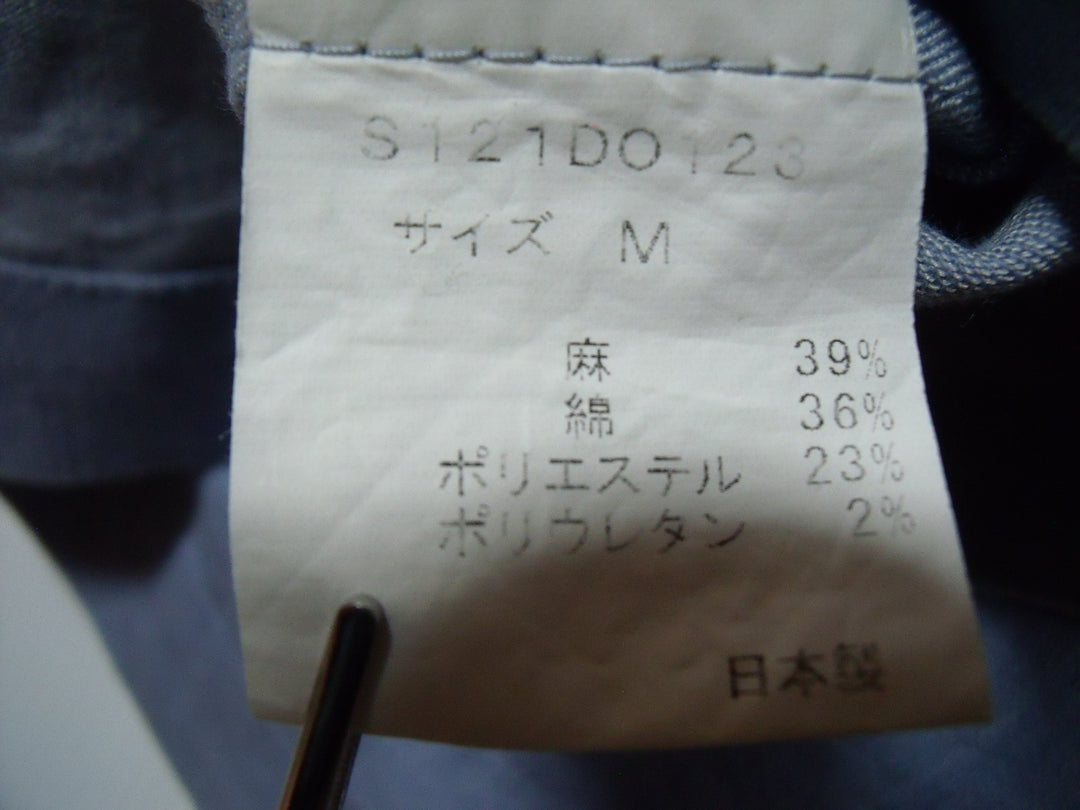 S121DO123
サイズ M
麻 39%
綿 36%
ポリエステル 23%
ポリウレタン 2%
日本製